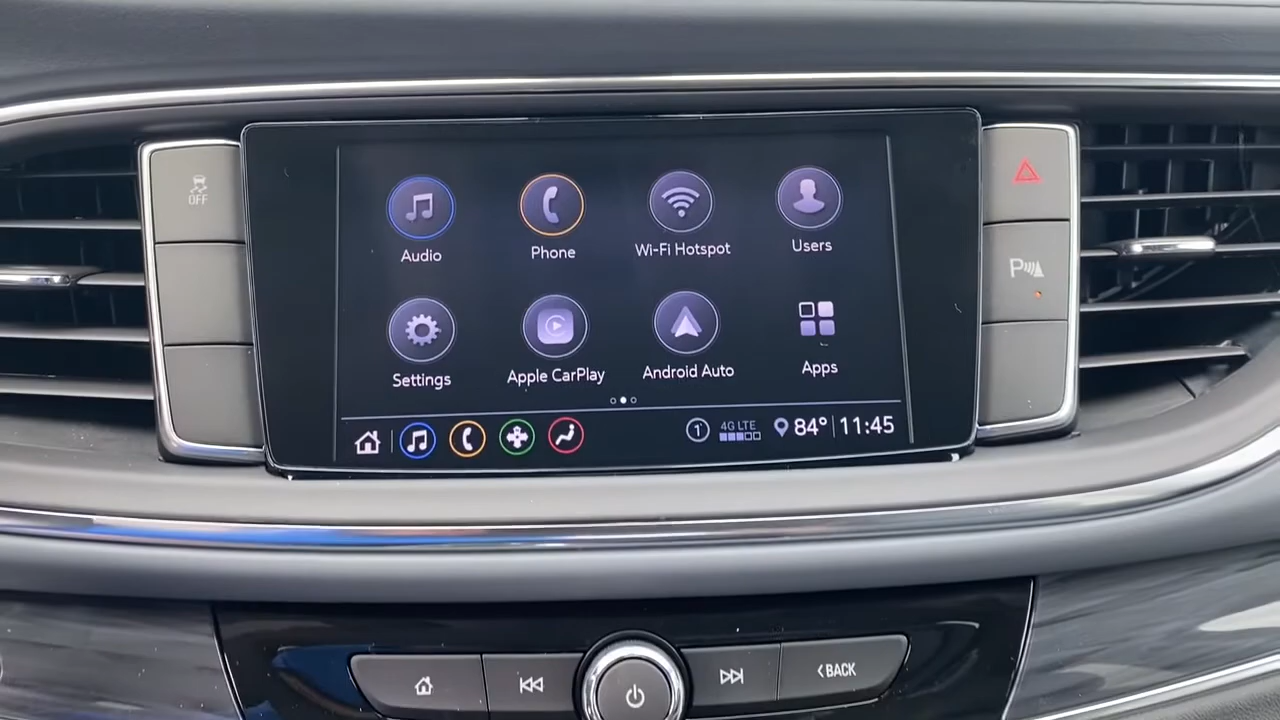 OFF
Audio
Phone
Wi-Fi Hotspot
Users
P
Settings
Apple CarPlay
Android Auto
Apps
1
4G LTE
84°
11:45
<BACK